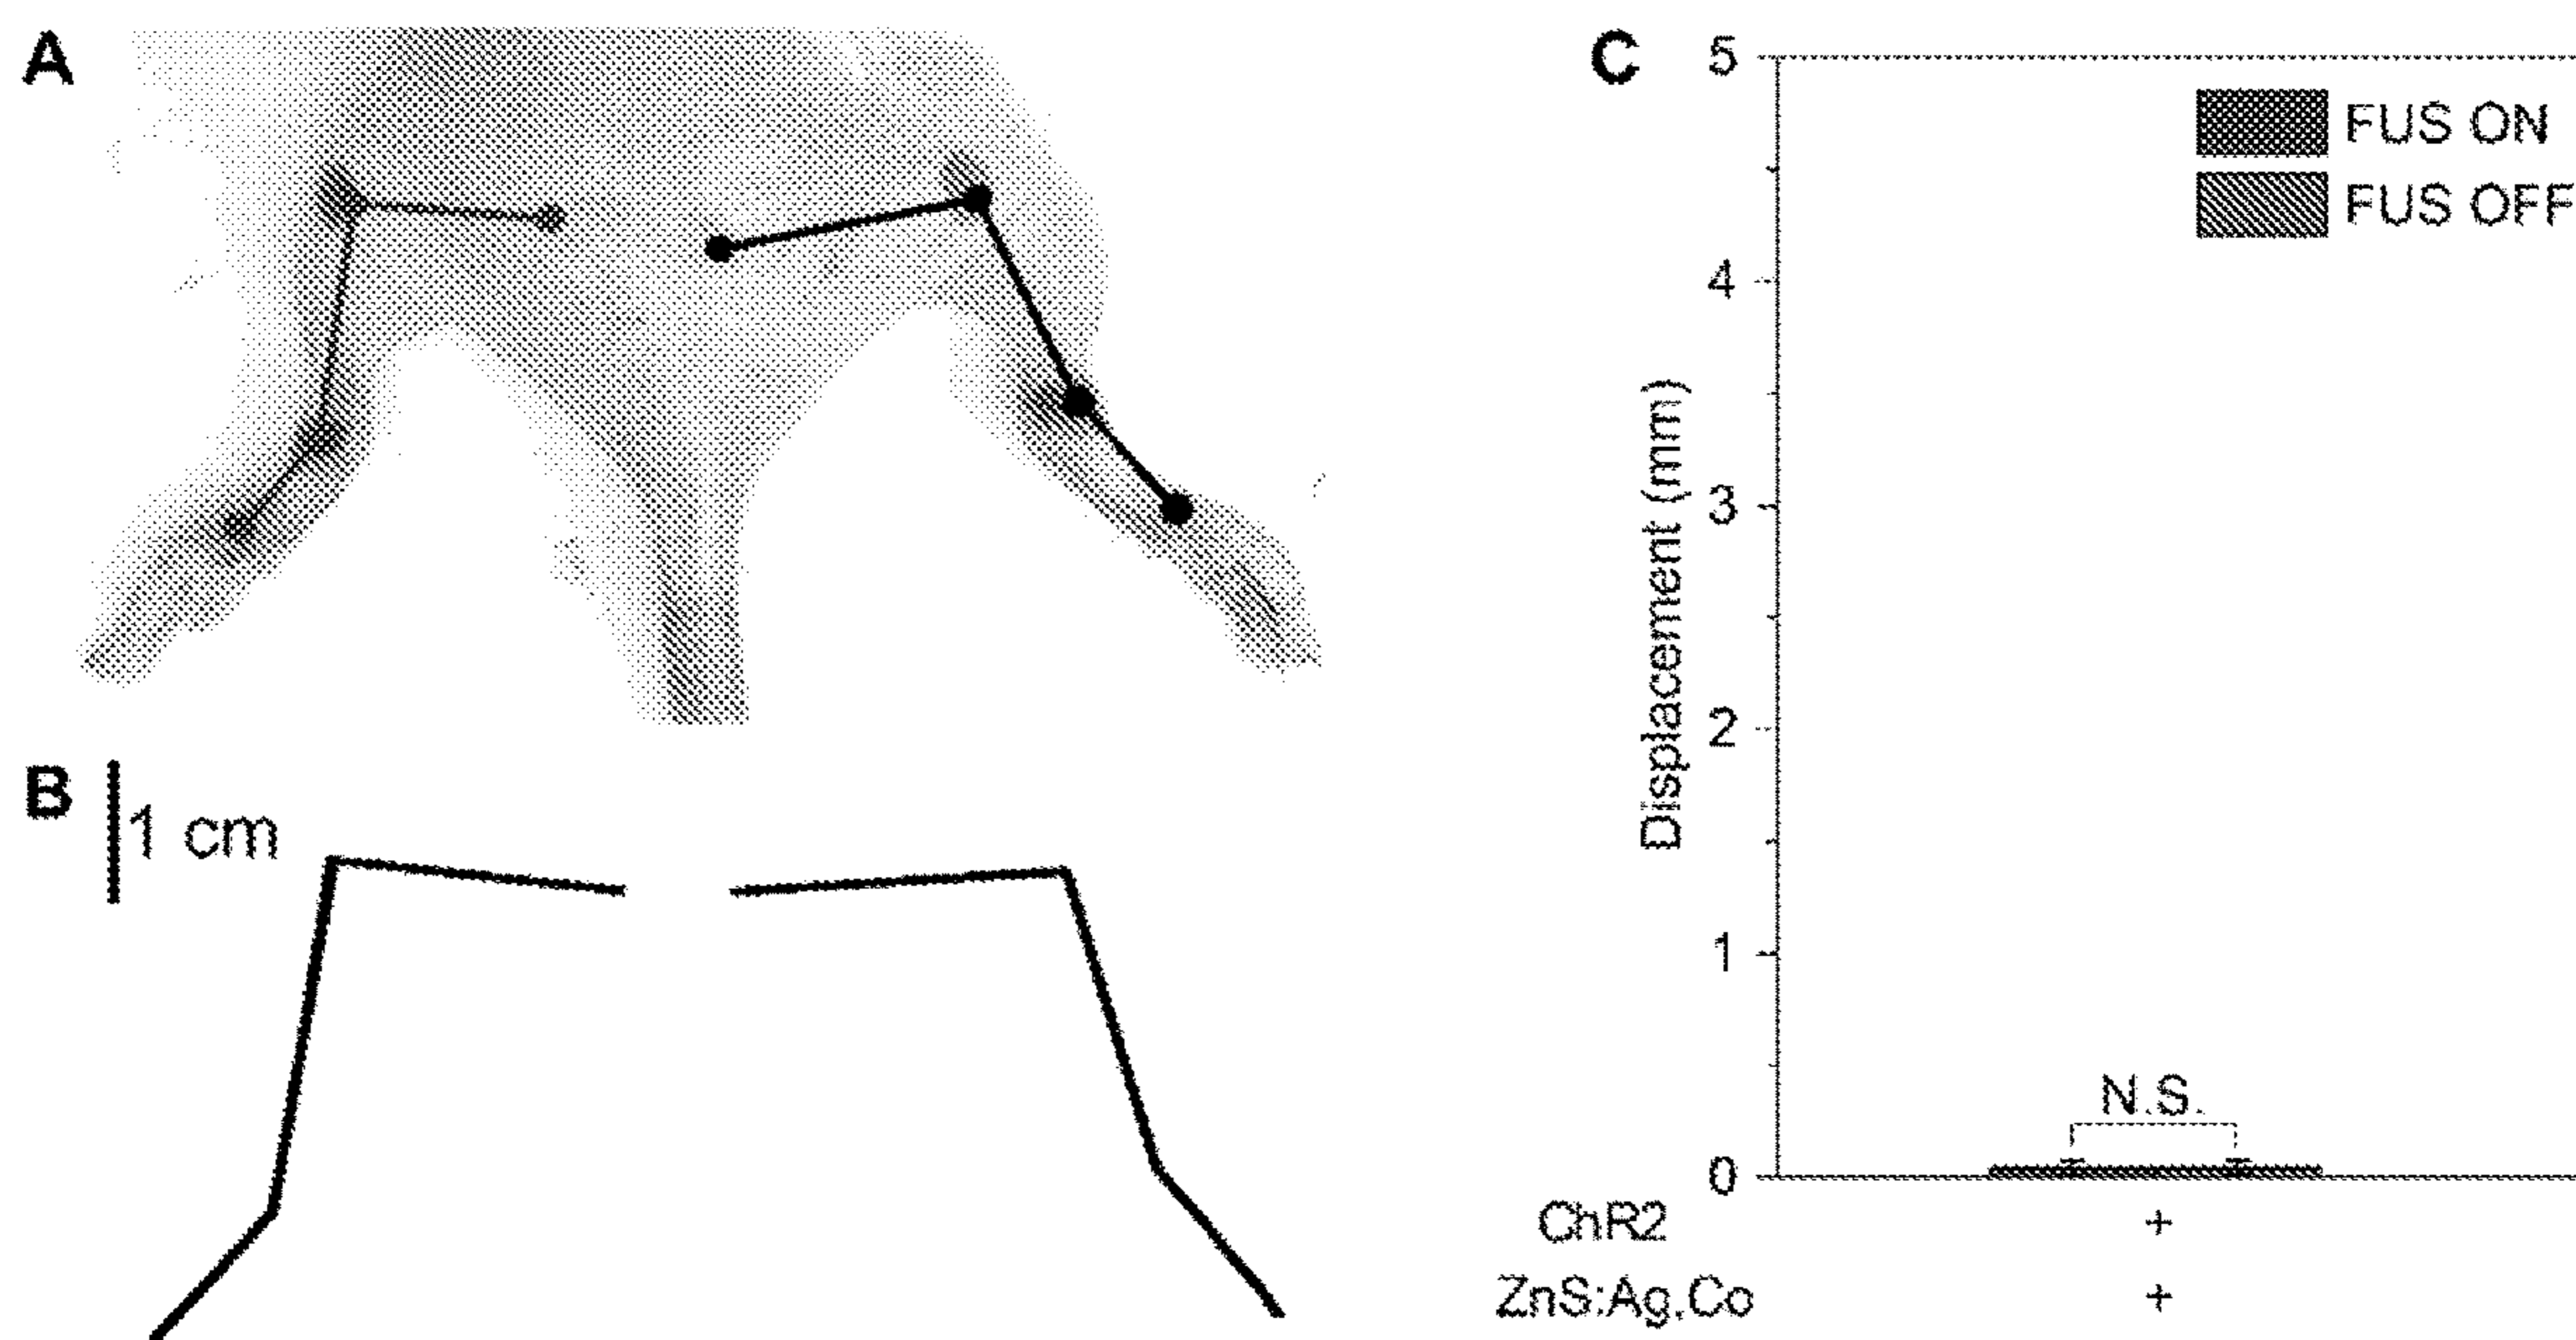 A
B
1 cm
C
FUS ON
FUS OFF
Displacement (mm)
5
4
3
2
1
0
N.S.
ChR2 +
ZnS:Ag,Co +